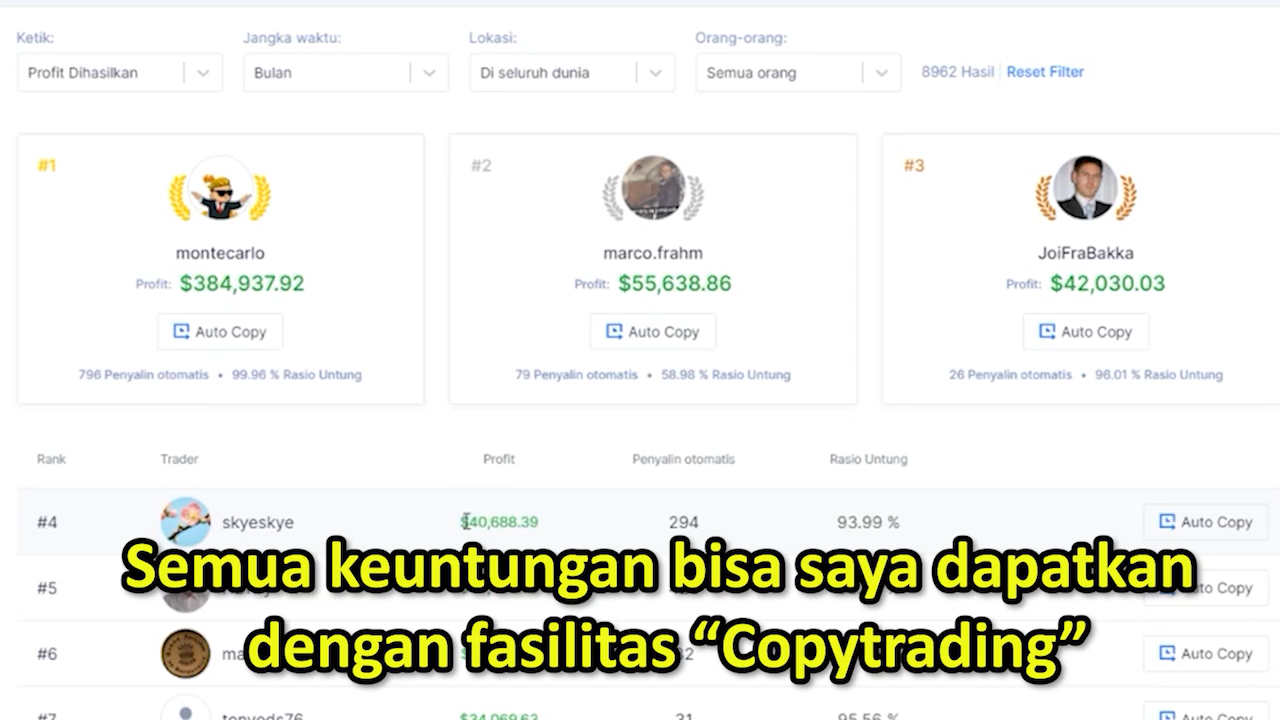 Ketik: Jangka waktu: Lokasi: Orang-orang:
Profit Dihasilkan Bulan Di seluruh dunia Semua orang 8962 Hasil Reset Filter
#1 #2 #3
montecarlo marco.frahm JoiFraBakka
Profit: $384,937.92 Profit: $55,638.86 Profit: $42,030.03
Auto Copy Auto Copy Auto Copy
796 Penyalin otomatis • 99.96 % Rasio Untung 79 Penyalin otomatis • 58.98 % Rasio Untung 26 Penyalin otomatis • 96.01 % Rasio Untung
Rank Trader Profit Penyalin otomatis Rasio Untung
#4 skyeskye $40,688.39 294 93.99 % Auto Copy
Semua keuntungan bisa saya dapatkan
#5 Copy
dengan fasilitas “Copytrading”
#6 Auto Copy
#7 $34,069.63 31 95.56 % Auto Copy